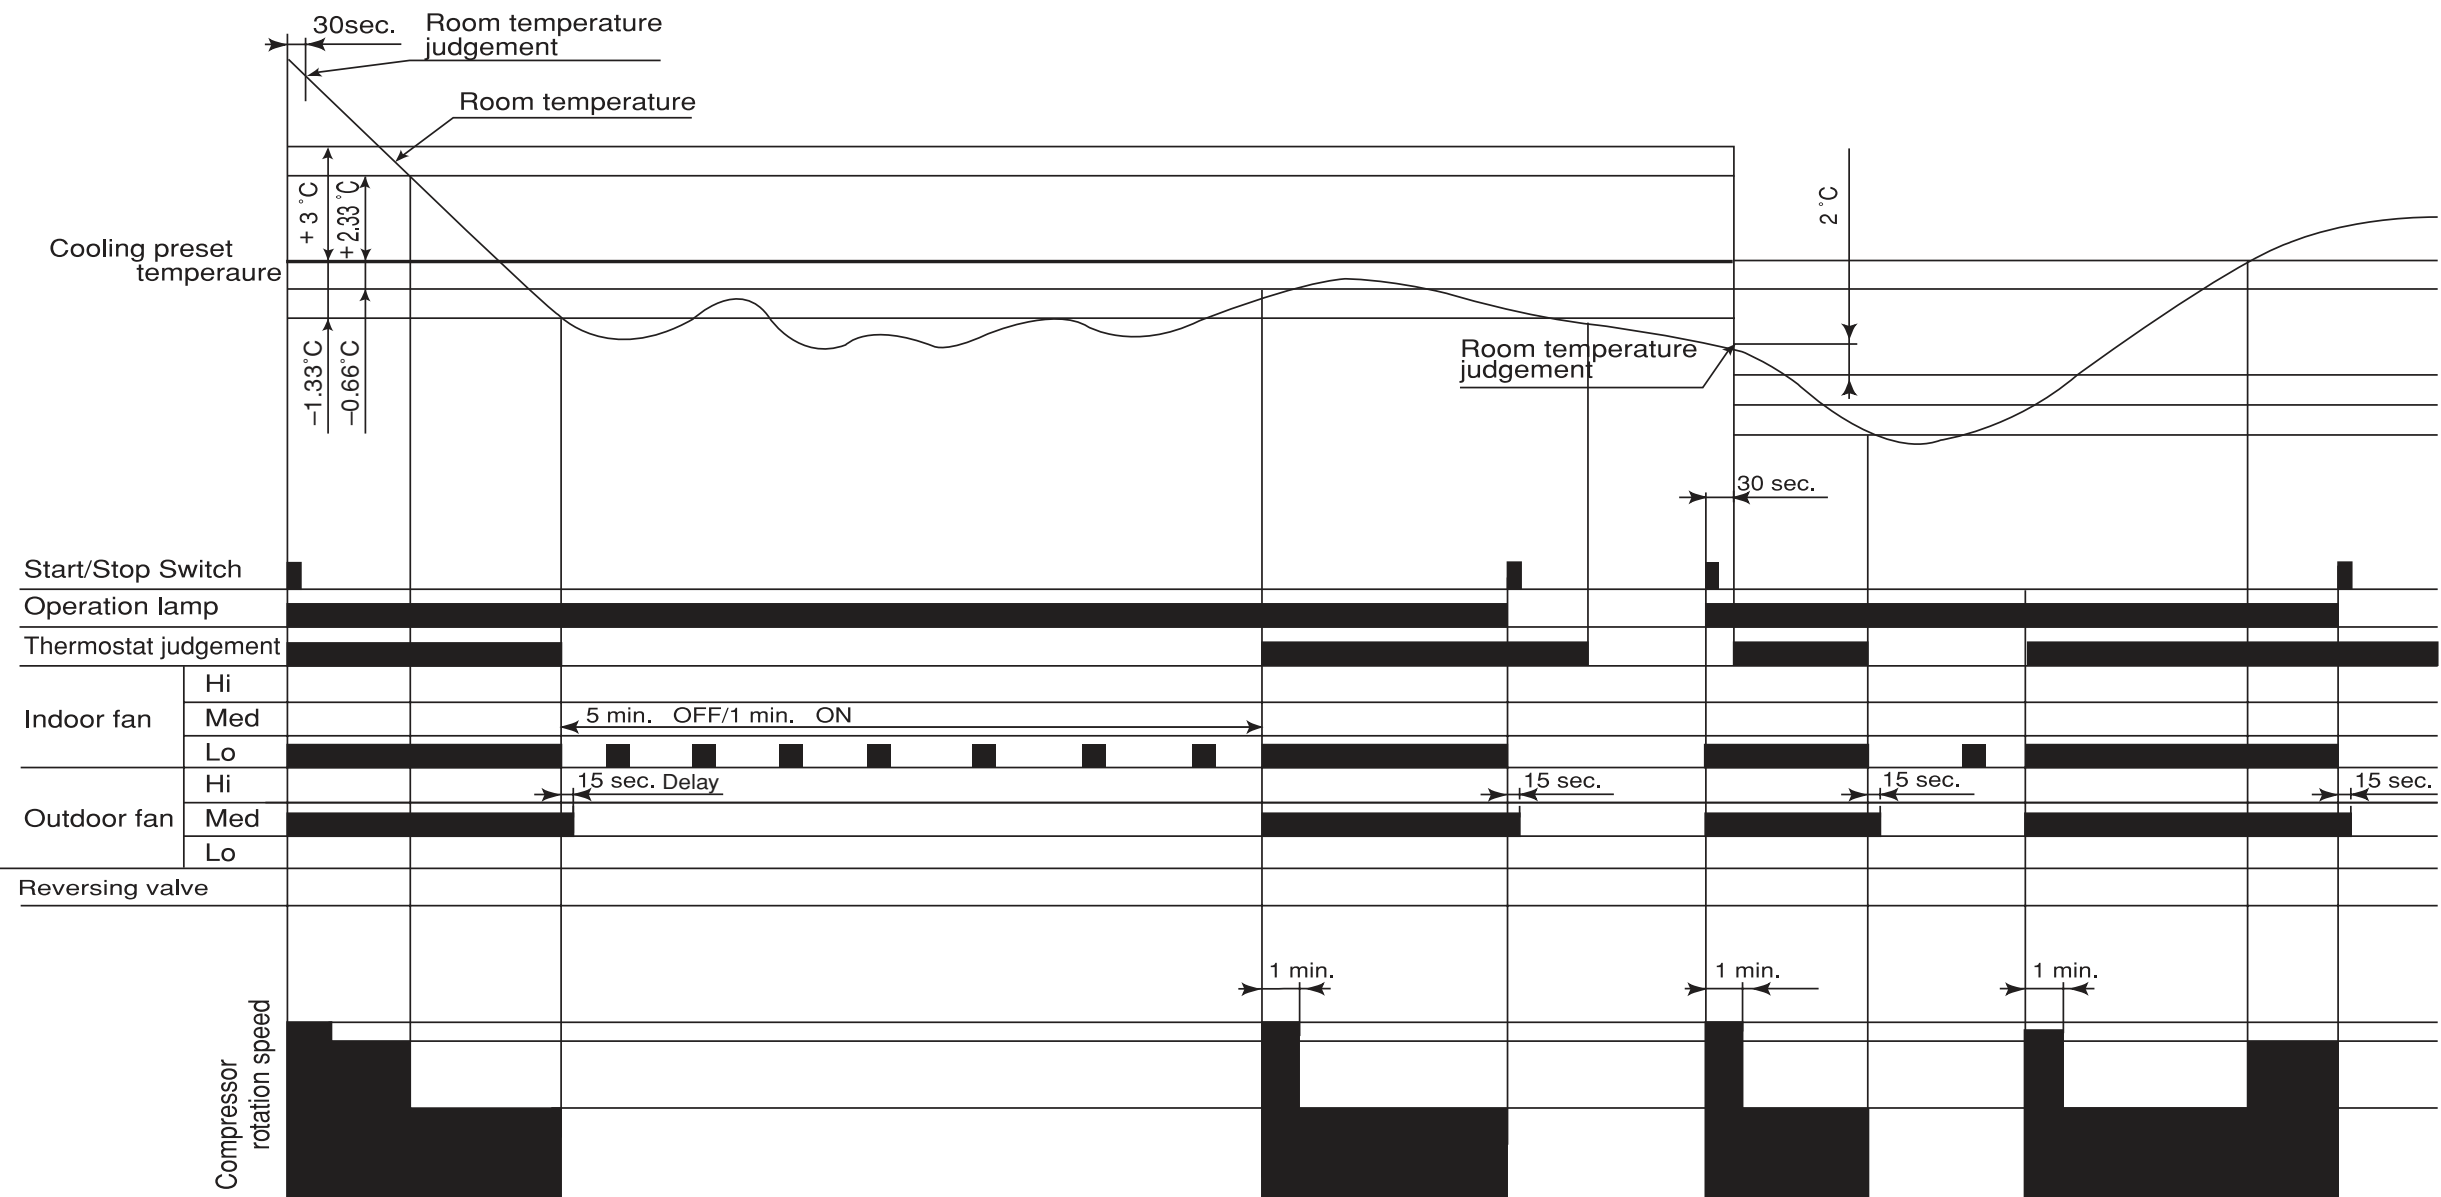 30sec.
Room temperature
judgement
Room temperature
+ 3 ˚C
+ 2.33 ˚C
2 ˚C
Cooling preset
temperaure
−1.33˚C
−0.66˚C
Room temperature
judgement
30 sec.
Start/Stop Switch
Operation lamp
Thermostat judgement
Indoor fan
Hi
Med
Lo
5 min. OFF/1 min. ON
Outdoor fan
Hi
Med
Lo
15 sec. Delay
15 sec.
15 sec.
15 sec.
Reversing valve
1 min.
1 min.
1 min.
Compressor
rotation speed